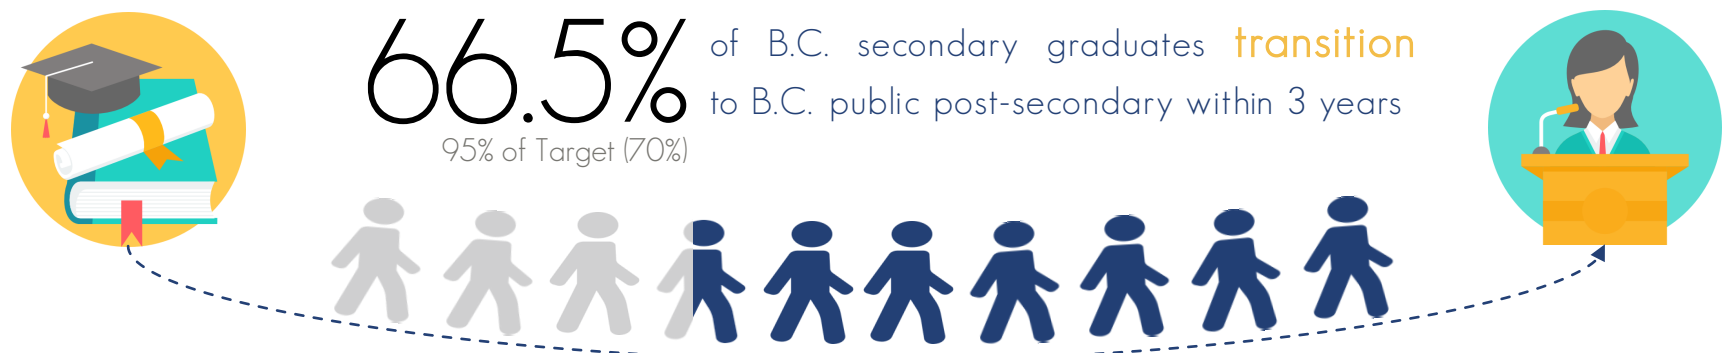 66.5%
of B.C. secondary graduates transition
to B.C. public post-secondary within 3 years
95% of Target (70%)